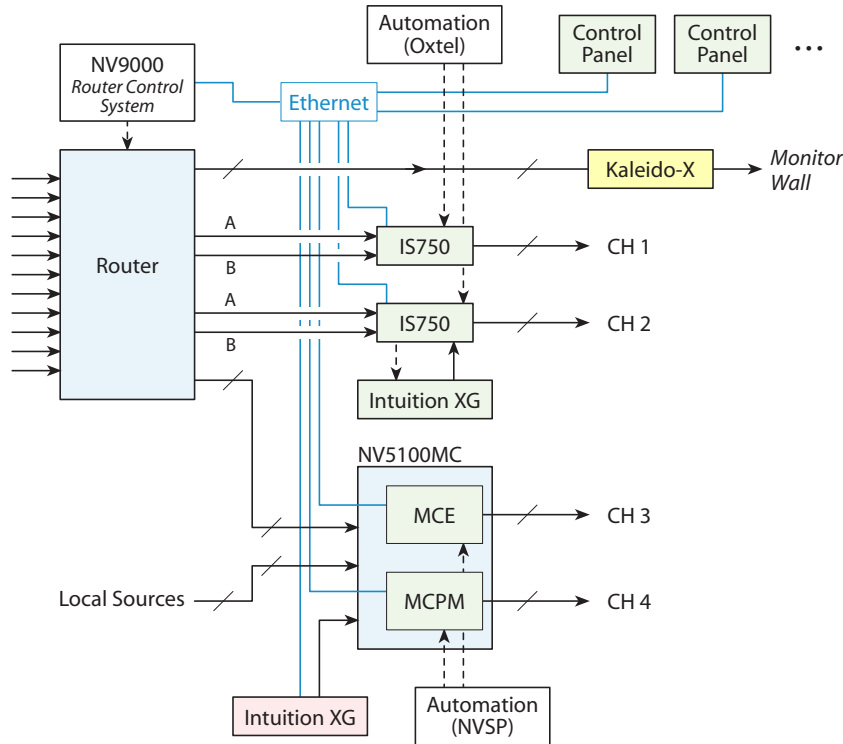 Automation
(Oxtel)
Control
Panel
Control
Panel
...
NV9000
Router Control
System
Ethernet
Kaleido-X
Monitor
Wall
A
IS750
CH 1
Router
B
A
IS750
CH 2
B
Intuition XG
NV5100MC
MCE
CH 3
Local Sources
MCPM
CH 4
Intuition XG
Automation
(NVSP)